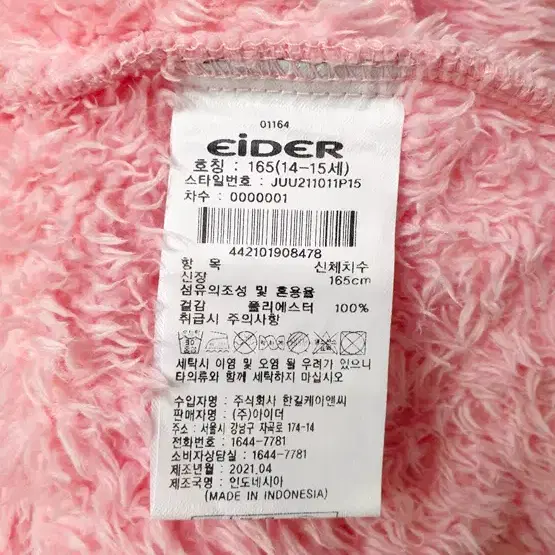 01164
EIDER
호칭 : 165(14-15세)
스타일번호 : JUU211011P15
차수 : 0000001
442101908478
항 목 신체치수
신장 165cm
섬유의조성 및 혼용율
겉감 폴리에스터 100%
취급시 주의사항
세탁시 이염 및 오염 될 우려가 있으니
타의류와 함께 세탁하지 마십시오
수입자명 : 주식회사 한길케이앤씨
판매자명 : (주)아이더
주소 : 서울시 강남구 자곡로 174-14
전화번호 : 1644-7781
소비자상담실 : 1644-7781
제조년월 : 2021.04
제조국명 : 인도네시아
(MADE IN INDONESIA)